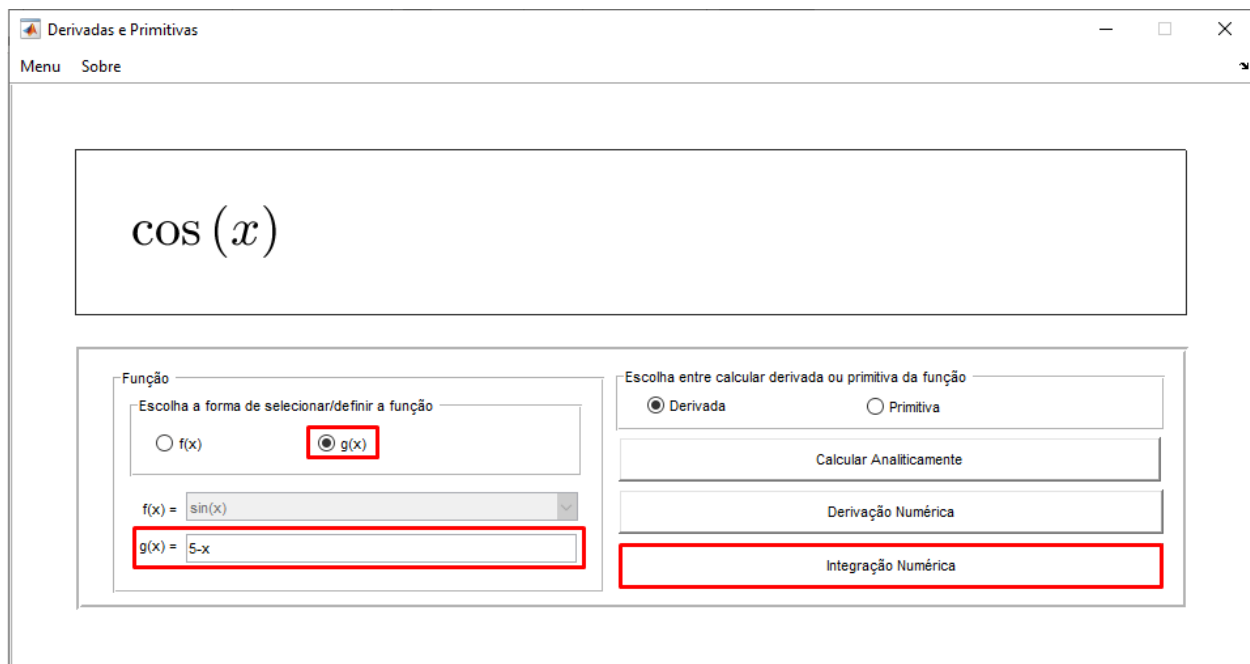 Derivadas e Primitivas
Menu Sobre
cos (x)
Função
Escolha a forma de selecionar/definir a função
f(x) g(x)
f(x) = sin(x)
g(x) = 5-x
Escolha entre calcular derivada ou primitiva da função
Derivada Primitiva
Calcular Analiticamente
Derivação Numérica
Integração Numérica